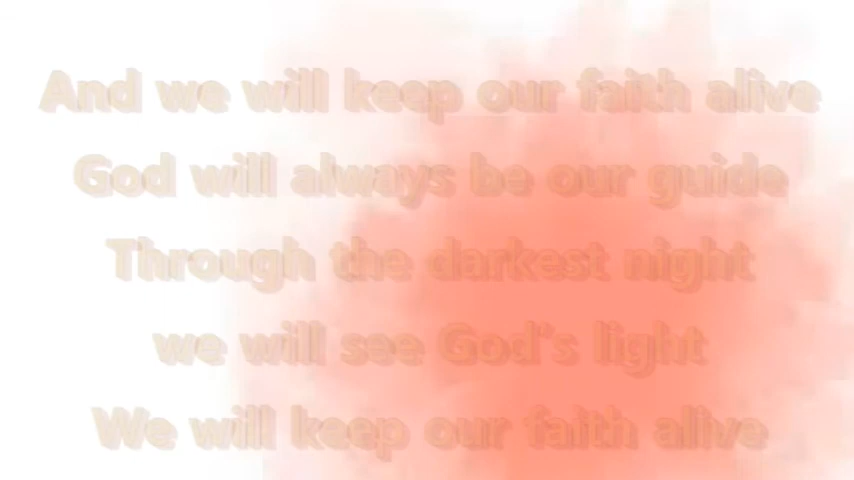 And we will keep our faith alive
God will always be our guide
Through the darkest night
we will see God's light
We will keep our faith alive